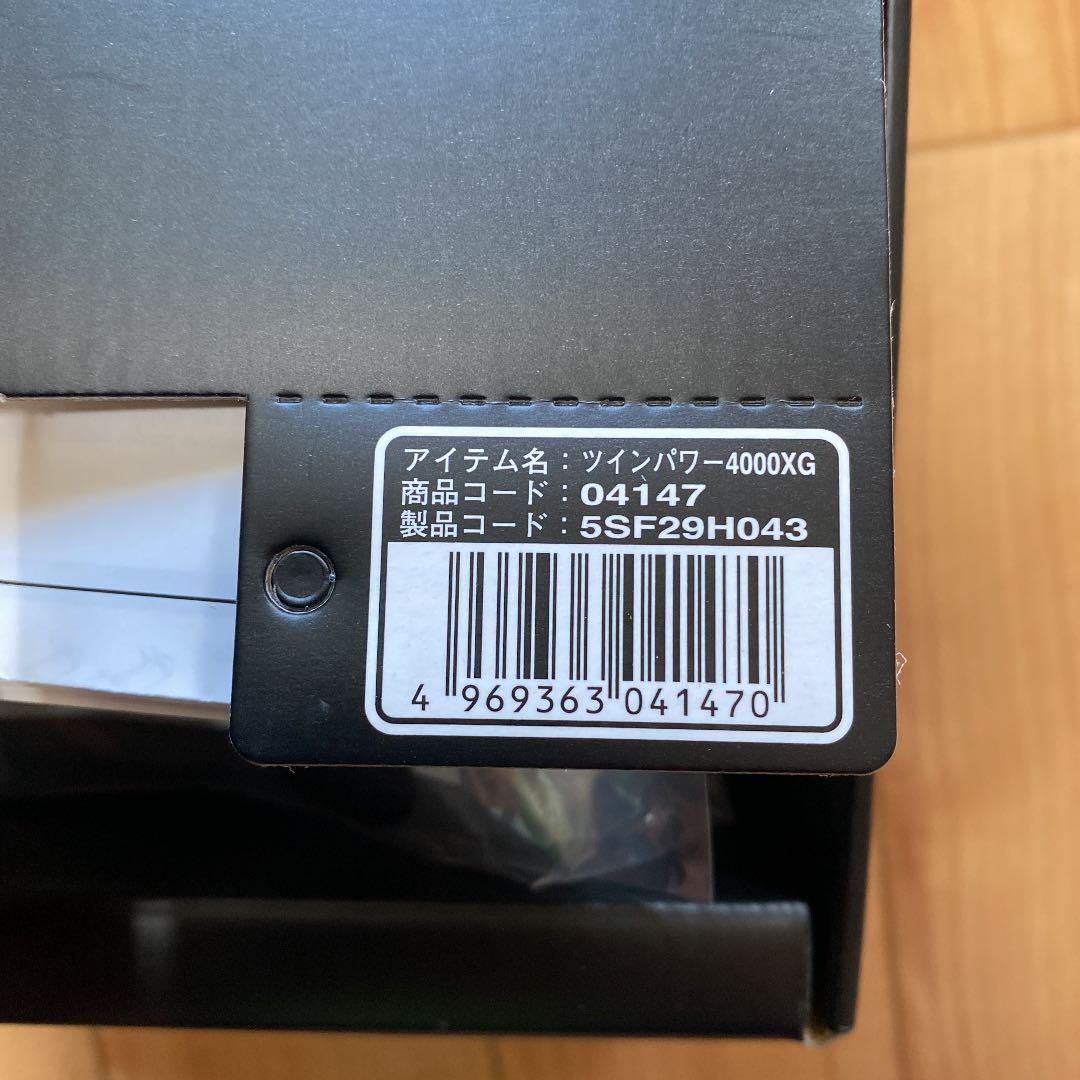 アイテム名：ツインパワー4000XG
商品コード：04147
製品コード：5SF29H043
4 969363 041470